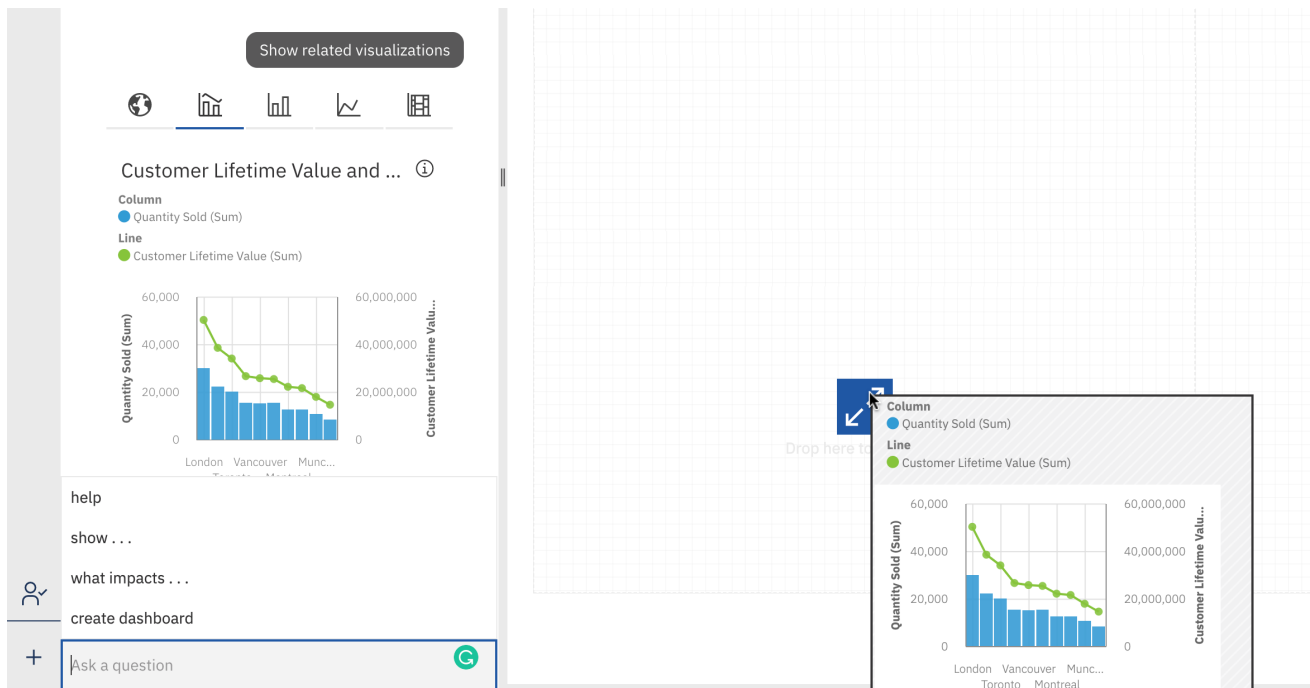 Show related visualizations
Customer Lifetime Value and ...
Column
Quantity Sold (Sum)
Line
Customer Lifetime Value (Sum)
60,000
40,000
20,000
0
Quantity Sold (Sum)
60,000,000
40,000,000
20,000,000
0
Customer Lifetime Valu...
London Vancouver Munc...
Toronto Montreal
help
show . . .
what impacts . . .
create dashboard
Ask a question
Drop here to
Column
Quantity Sold (Sum)
Line
Customer Lifetime Value (Sum)
60,000
40,000
20,000
0
Quantity Sold (Sum)
60,000,000
40,000,000
20,000,000
0
Customer Lifetime Valu...
London Vancouver Munc...
Toronto Montreal